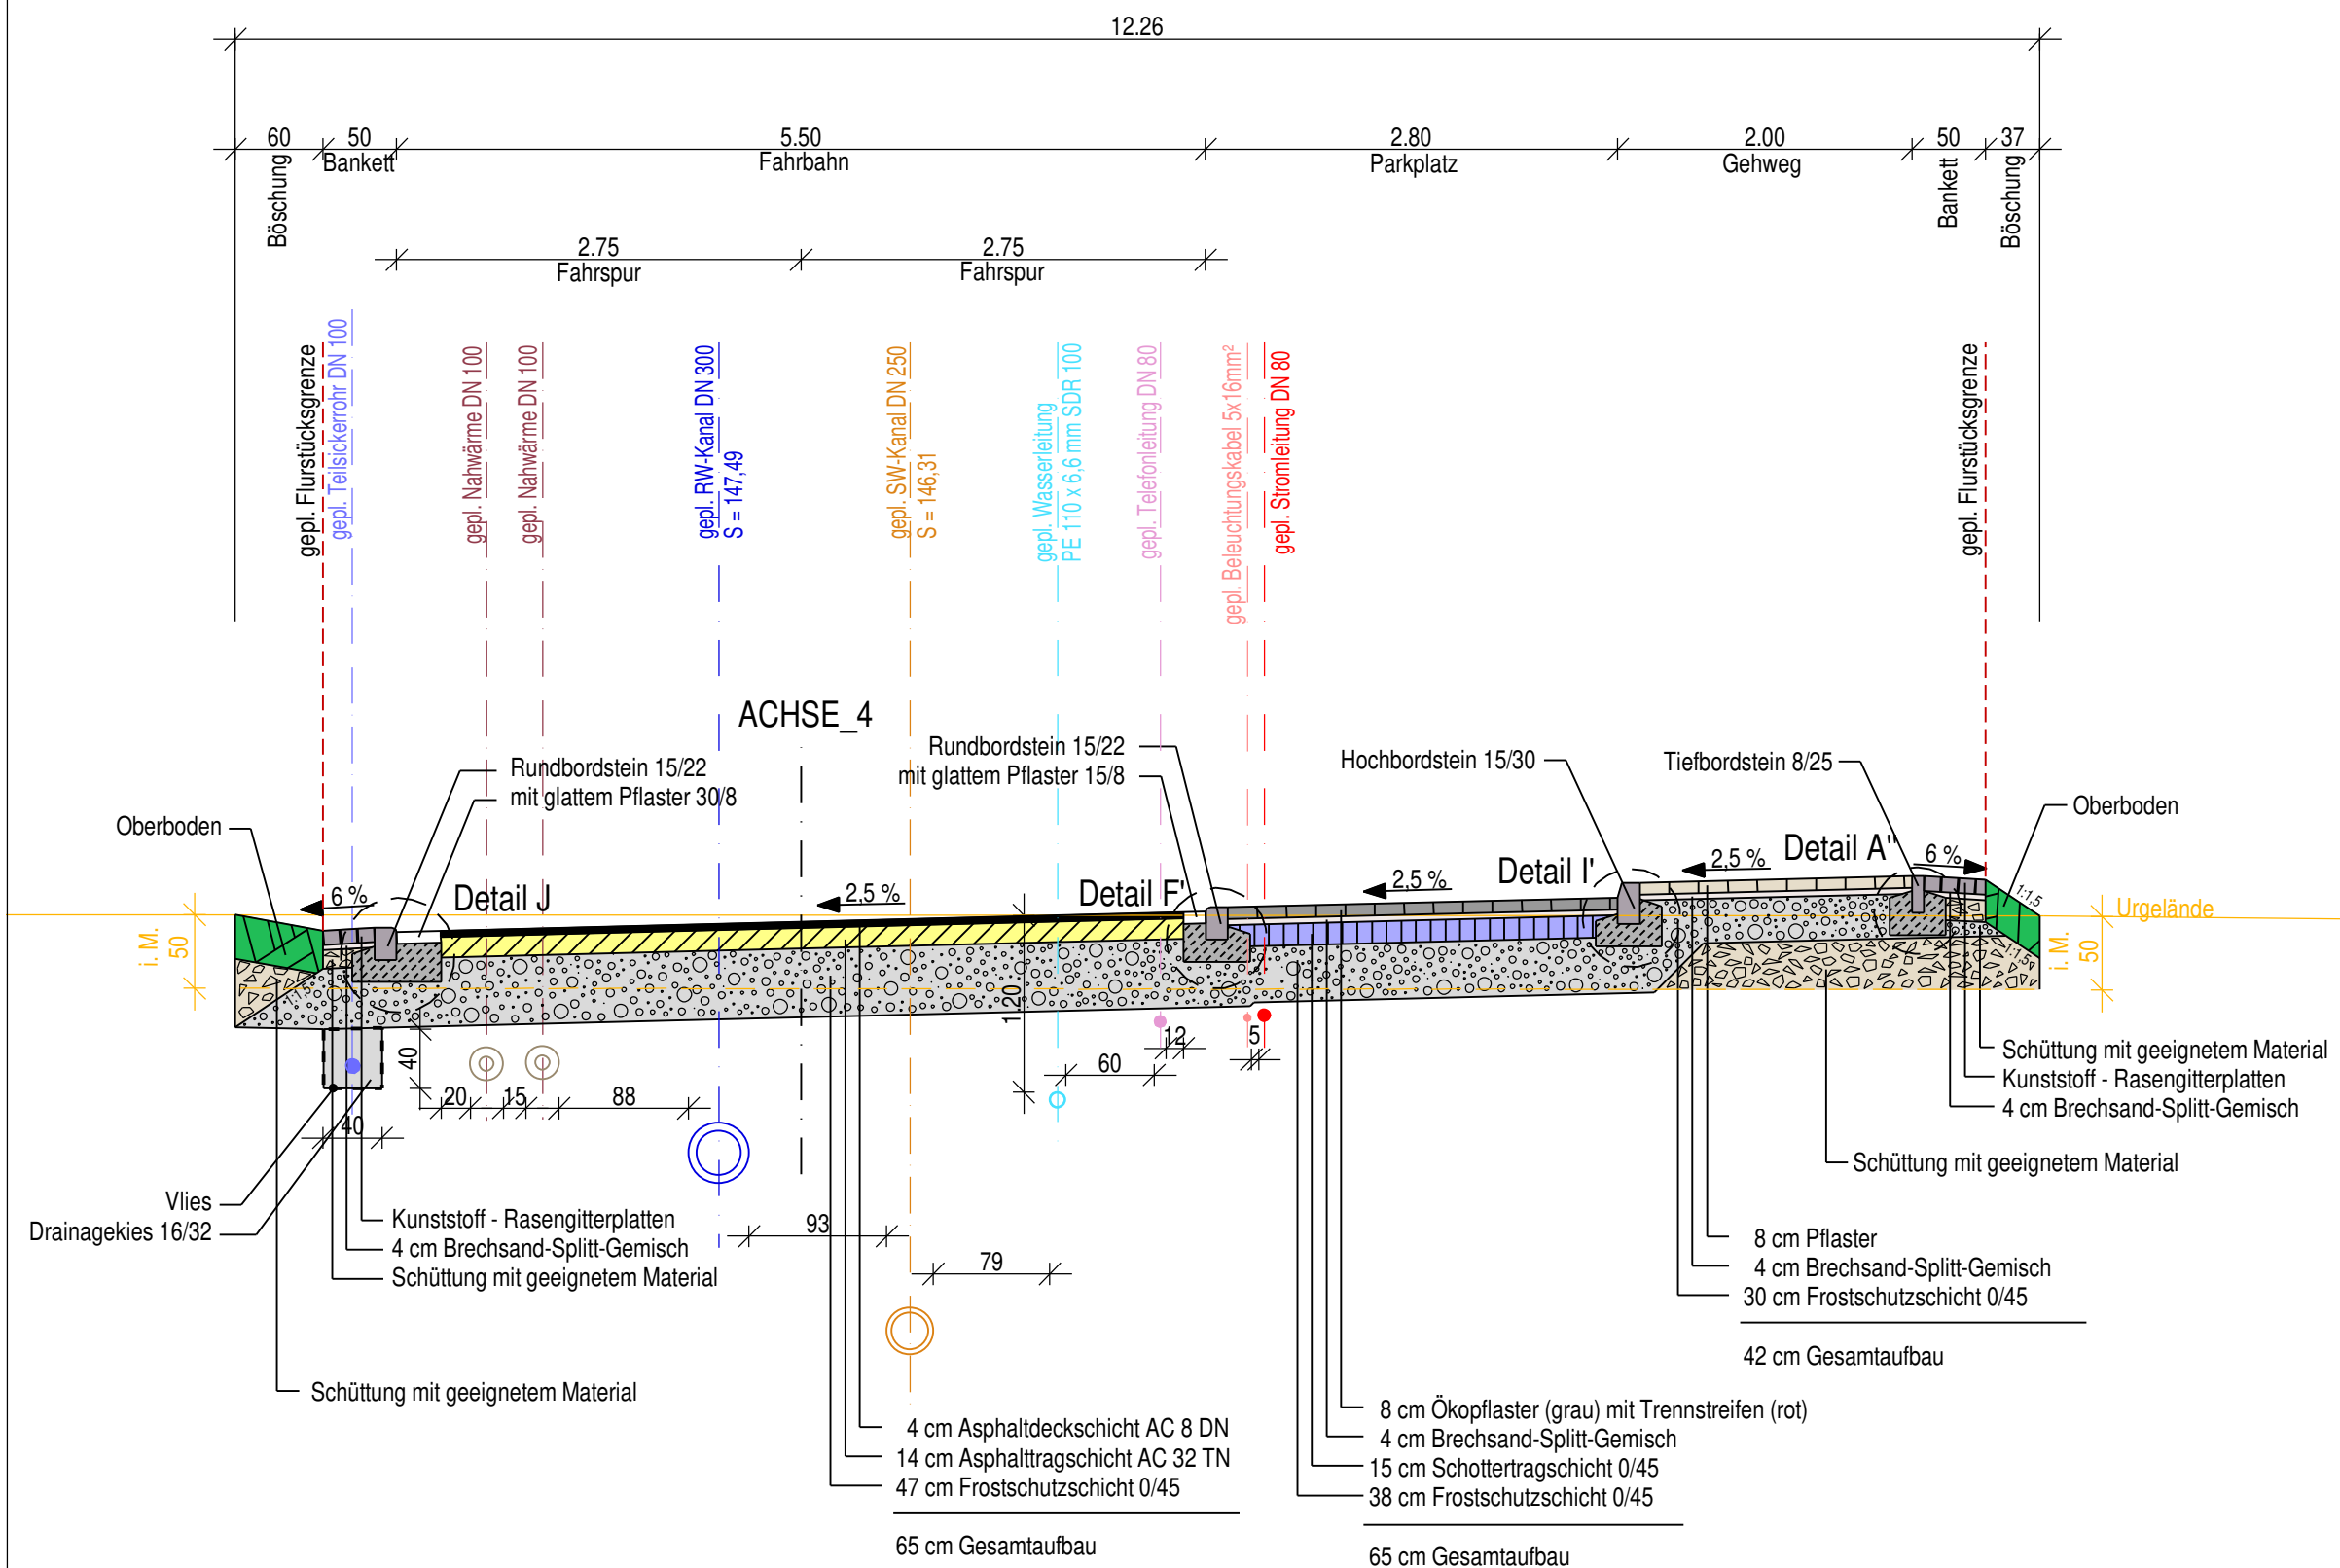 12.26
60
50
5.50
2.80
2.00
50
37
Böschung
Bankett
Fahrbahn
Parkplatz
Gehweg
Bankett
Böschung
2.75
2.75
Fahrspur
Fahrspur
gepl. Flurstücksgrenze
gepl. Teilsickerrohr DN 100
gepl. Nahwärme DN 100
gepl. Nahwärme DN 100
gepl. RW-Kanal DN 300
S = 147,49
gepl. SW-Kanal DN 250
S = 146,31
gepl. Wasserleitung
PE 110 x 6,6 mm SDR 100
gepl. Telefonleitung DN 80
gepl. Beleuchtungskabel 5x16mm²
gepl. Stromleitung DN 80
gepl. Flurstücksgrenze
ACHSE_4
Rundbordstein 15/22
mit glattem Pflaster 30/8
Rundbordstein 15/22
mit glattem Pflaster 15/8
Hochbordstein 15/30
Tiefbordstein 8/25
Oberboden
Oberboden
6 %
Detail J
2,5 %
Detail F'
2,5 %
Detail I'
2,5 %
Detail A"
6 %
1:1,5
Urgelände
i. M.
50
i. M.
50
1:1,5
1.20
12
5
60
40
20
15
88
40
93
79
Vlies
Drainagekies 16/32
Kunststoff - Rasengitterplatten
4 cm Brechsand-Splitt-Gemisch
Schüttung mit geeignetem Material
Schüttung mit geeignetem Material
Schüttung mit geeignetem Material
Kunststoff - Rasengitterplatten
4 cm Brechsand-Splitt-Gemisch
Schüttung mit geeignetem Material
8 cm Pflaster
4 cm Brechsand-Splitt-Gemisch
30 cm Frostschutzschicht 0/45
42 cm Gesamtaufbau
4 cm Asphaltdeckschicht AC 8 DN
14 cm Asphalttragschicht AC 32 TN
47 cm Frostschutzschicht 0/45
65 cm Gesamtaufbau
8 cm Ökopflaster (grau) mit Trennstreifen (rot)
4 cm Brechsand-Splitt-Gemisch
15 cm Schottertragschicht 0/45
38 cm Frostschutzschicht 0/45
65 cm Gesamtaufbau